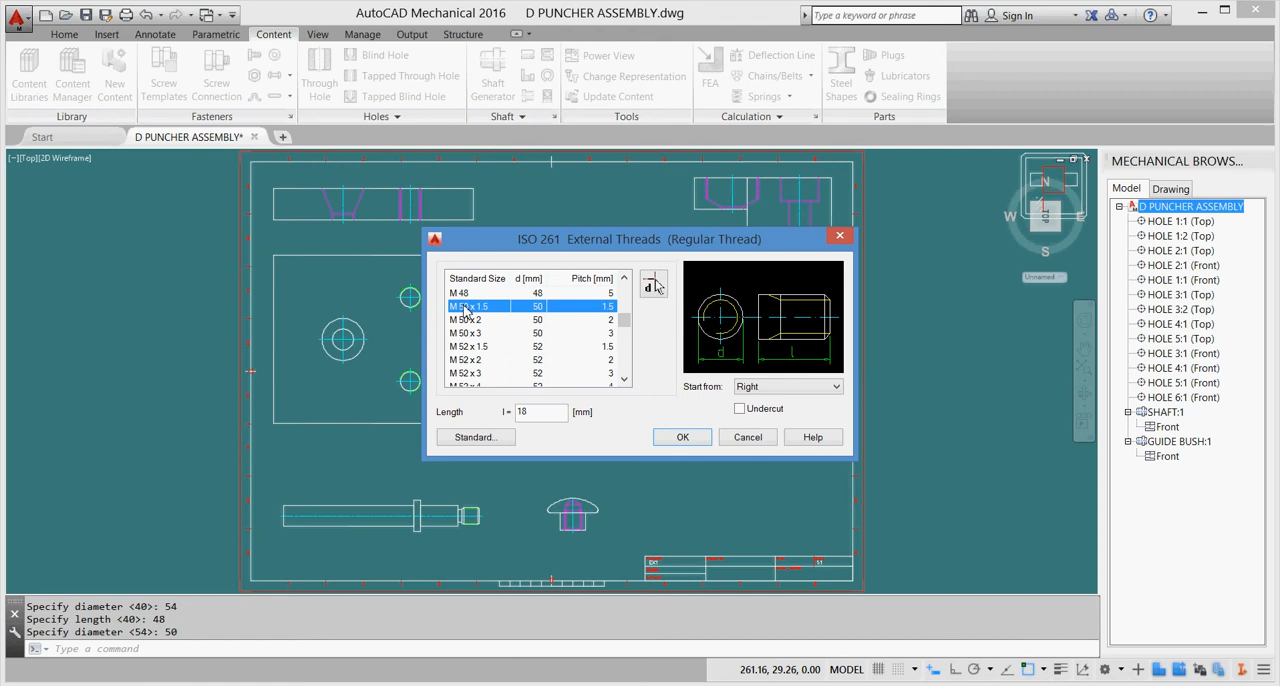 AutoCAD Mechanical 2016 D PUNCHER ASSEMBLY.dwg
Type a keyword or phrase
Sign In
Home Insert Annotate Parametric Content View Manage Output Structure
Content Libraries
Content Manager
New Content
Library
Screw Templates
Screw Connection
Fasteners
Through Hole
Blind Hole
Tapped Through Hole
Tapped Blind Hole
Holes
Shaft Generator
Shaft
Power View
Change Representation
Update Content
Tools
FEA
Deflection Line
Chains/Belts
Springs
Calculation
Steel Shapes
Plugs
Lubricators
Sealing Rings
Parts
Start
D PUNCHER ASSEMBLY*
[−][Top][2D Wireframe]
N
W TOP E
S
Unnamed
ISO 261 External Threads (Regular Thread)
Standard Size d [mm] Pitch [mm]
M 48 48 5
M 50 x 1.5 50 1.5
M 50 x 2 50 2
M 50 x 3 50 3
M 52 x 1.5 52 1.5
M 52 x 2 52 2
M 52 x 3 52 3
M 52 x 4 52 4
d
d l
Start from: Right
Undercut
Length l = 18 [mm]
Standard... OK Cancel Help
MECHANICAL BROWS...
Model Drawing
D PUNCHER ASSEMBLY
HOLE 1:1 (Top)
HOLE 1:2 (Top)
HOLE 2:1 (Top)
HOLE 2:1 (Front)
HOLE 1:1 (Front)
HOLE 3:1 (Top)
HOLE 3:2 (Top)
HOLE 4:1 (Top)
HOLE 3:1 (Front)
HOLE 4:1 (Front)
HOLE 5:1 (Front)
HOLE 6:1 (Front)
SHAFT:1
Front
GUIDE BUSH:1
Front
Specify diameter <40>: 54
Specify length <40>: 48
Specify diameter <54>: 50
Type a command
261.16, 29.26, 0.00 MODEL